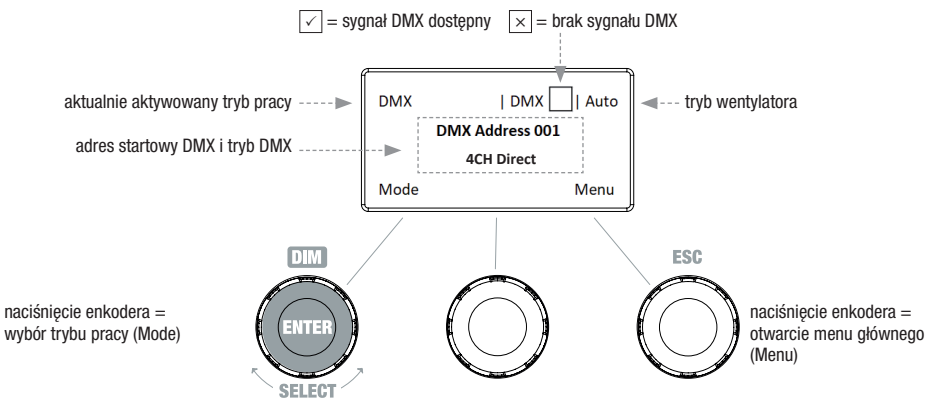 ✓ = sygnał DMX dostępny × = brak sygnału DMX
aktualnie aktywowany tryb pracy
DMX | DMX | Auto
tryb wentylatora
adres startowy DMX i tryb DMX
DMX Address 001
4CH Direct
Mode Menu
DIM
ESC
naciśnięcie enkodera =
wybór trybu pracy (Mode)
ENTER
SELECT
naciśnięcie enkodera =
otwarcie menu głównego
(Menu)